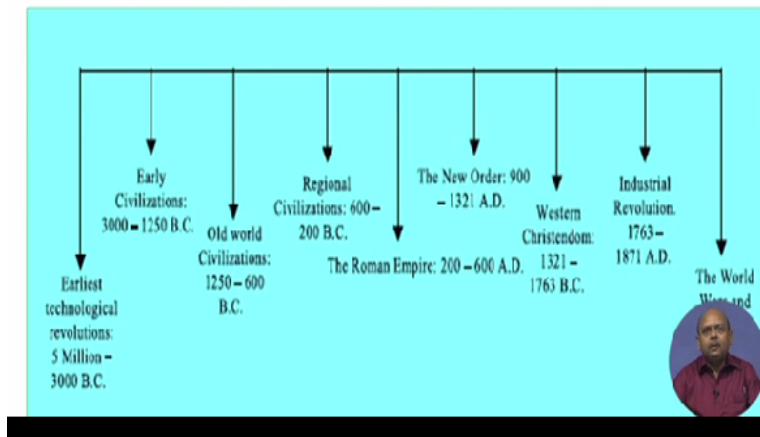 Earliest
technological
revolutions:
5 Million –
3000 B.C.
Early
Civilizations:
3000 – 1250 B.C.
Old world
Civilizations:
1250 – 600
B.C.
Regional
Civilizations: 600 –
200 B.C.
The Roman Empire: 200 – 600 A.D.
The New Order: 900
– 1321 A.D.
Western
Christendom:
1321 –
1763 B.C.
Industrial
Revolution.
1763 –
1871 A.D.
The World
Wars and